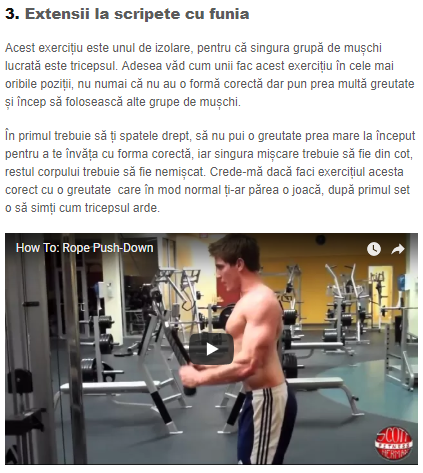 3. Extensii la scripete cu funia
Acest exercițiu este unul de izolare, pentru că singura grupă de mușchi
lucrată este tricepsul. Adesea văd cum unii fac acest exercițiu în cele mai
oribile poziții, nu numai că nu au o formă corectă dar pun prea multă greutate
și încep să folosească alte grupe de mușchi.
În primul trebuie să ți spatele drept, să nu pui o greutate prea mare la început
pentru a te învăța cu forma corectă, iar singura mișcare trebuie să fie din cot,
restul corpului trebuie să fie nemișcat. Crede-mă dacă faci exercițiul acesta
corect cu o greutate  care în mod normal ți-ar părea o joacă, după primul set
o să simți cum tricepsul arde.
How To: Rope Push-Down
SCOTT
HERMAN
FITNESS